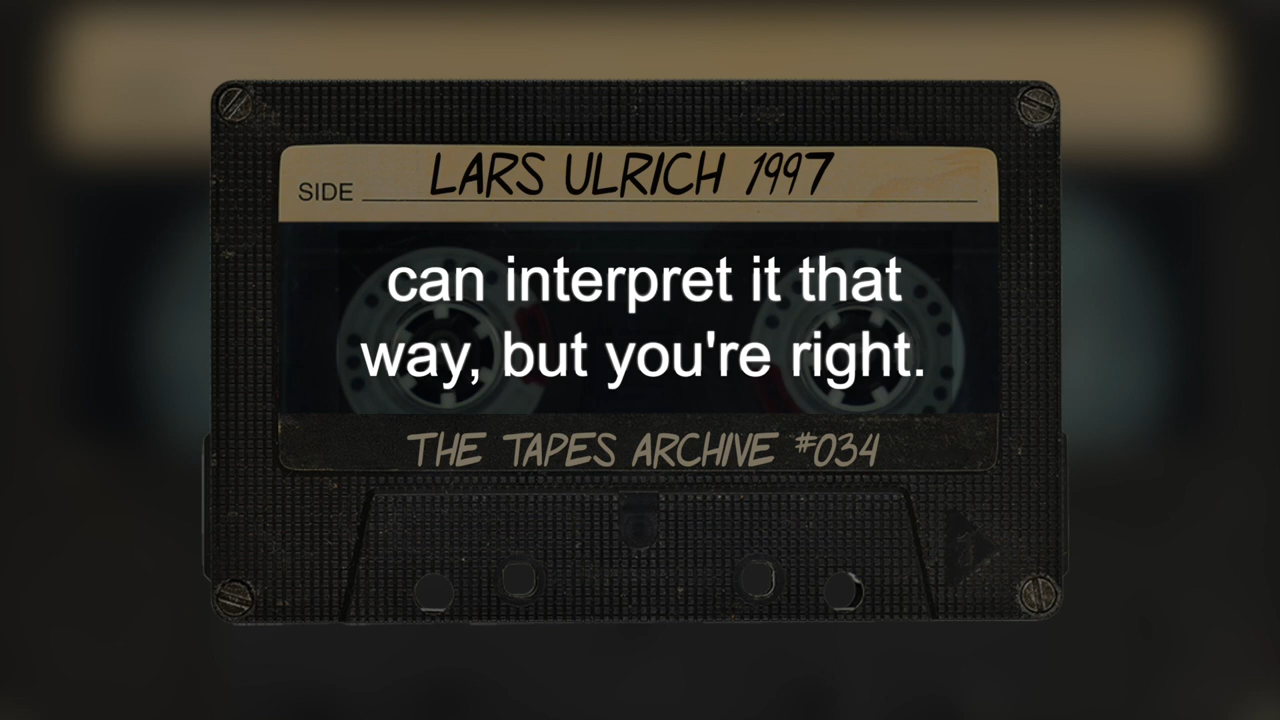 LARS ULRICH 1997
SIDE
can interpret it that
way, but you're right.
THE TAPES ARCHIVE #034